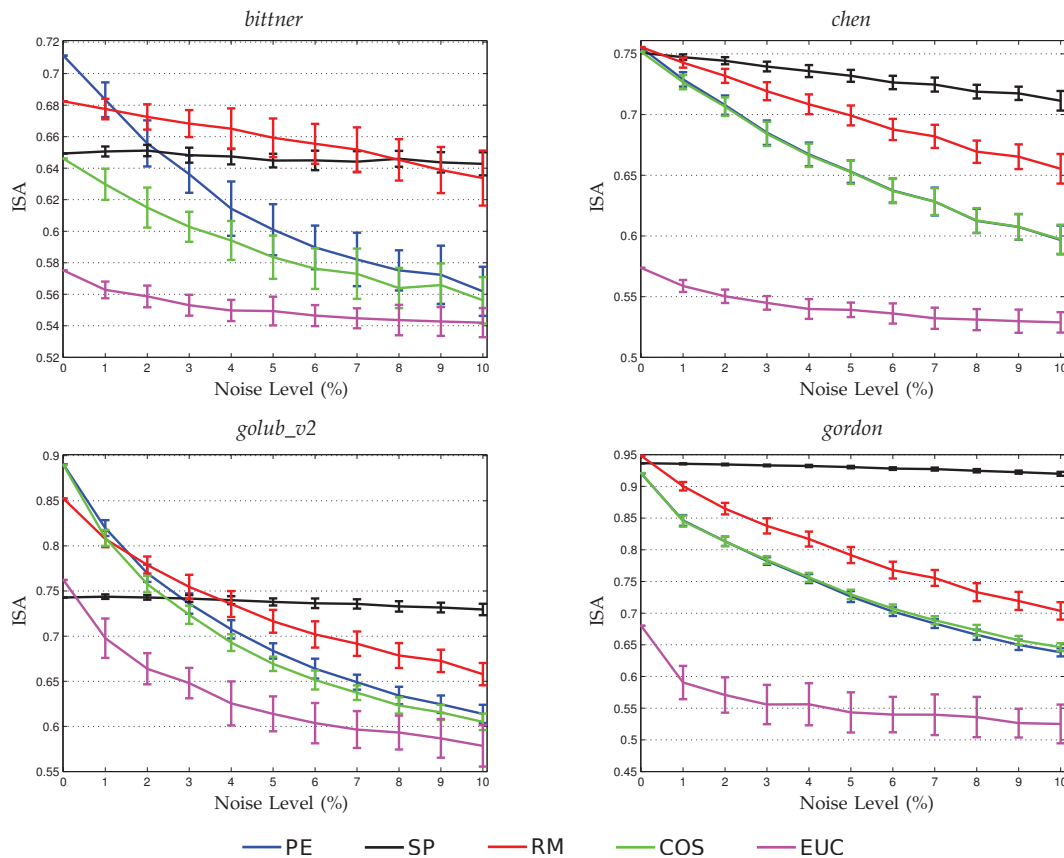 bittner
0.72
0.7
0.68
0.66
0.64
0.62
0.6
0.58
0.56
0.54
0.52
ISA
0 1 2 3 4 5 6 7 8 9 10
Noise Level (%)
chen
0.75
0.7
0.65
0.6
0.55
0.5
ISA
0 1 2 3 4 5 6 7 8 9 10
Noise Level (%)
golub_v2
0.9
0.85
0.8
0.75
0.7
0.65
0.6
0.55
ISA
0 1 2 3 4 5 6 7 8 9 10
Noise Level (%)
gordon
0.95
0.9
0.85
0.8
0.75
0.7
0.65
0.6
0.55
0.5
0.45
ISA
0 1 2 3 4 5 6 7 8 9 10
Noise Level (%)
PE SP RM COS EUC